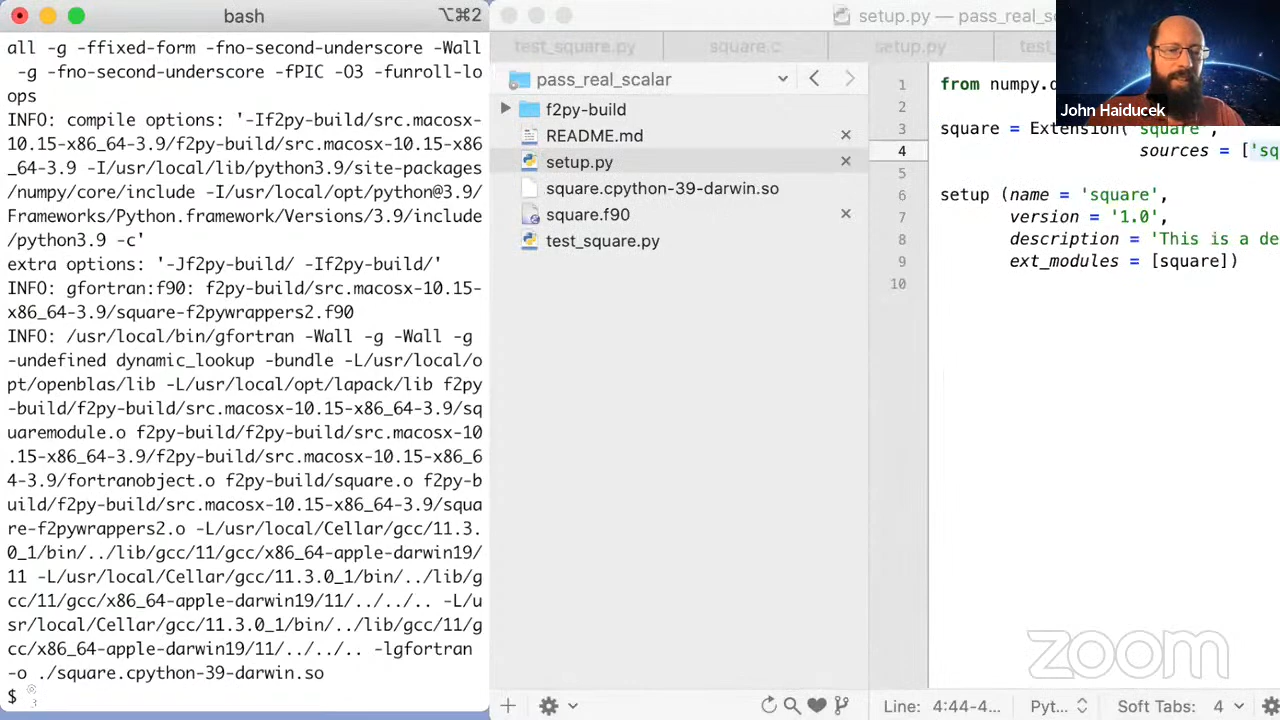 bash
⌥⌘2
all -g -ffixed-form -fno-second-underscore -Wall
-g -fno-second-underscore -fPIC -O3 -funroll-lo
ops
INFO: compile options: '-If2py-build/src.macosx-
10.15-x86_64-3.9/f2py-build/src.macosx-10.15-x86
_64-3.9 -I/usr/local/lib/python3.9/site-packages
/numpy/core/include -I/usr/local/opt/python@3.9/
Frameworks/Python.framework/Versions/3.9/include
/python3.9 -c'
extra options: '-Jf2py-build/ -If2py-build/'
INFO: gfortran:f90: f2py-build/src.macosx-10.15-
x86_64-3.9/square-f2pywrappers2.f90
INFO: /usr/local/bin/gfortran -Wall -g -Wall -g
-undefined dynamic_lookup -bundle -L/usr/local/o
pt/openblas/lib -L/usr/local/opt/lapack/lib f2py
-build/f2py-build/src.macosx-10.15-x86_64-3.9/sq
uaremodule.o f2py-build/f2py-build/src.macosx-10
.15-x86_64-3.9/f2py-build/src.macosx-10.15-x86_6
4-3.9/fortranobject.o f2py-build/square.o f2py-b
uild/f2py-build/src.macosx-10.15-x86_64-3.9/squa
re-f2pywrappers2.o -L/usr/local/Cellar/gcc/11.3.
0_1/bin/../lib/gcc/11/gcc/x86_64-apple-darwin19/
11 -L/usr/local/Cellar/gcc/11.3.0_1/bin/../lib/g
cc/11/gcc/x86_64-apple-darwin19/11/../../.. -L/u
sr/local/Cellar/gcc/11.3.0_1/bin/../lib/gcc/11/g
cc/x86_64-apple-darwin19/11/../../.. -lgfortran
-o ./square.cpython-39-darwin.so
$
setup.py — pass_real_sc
test_square.py
square.c
setup.py
pass_real_scalar
f2py-build
README.md
setup.py
square.cpython-39-darwin.so
square.f90
test_square.py
1 from numpy.d
2
3 square = Extension('square',
4 sources = ['sq
5
6 setup (name = 'square',
7 version = '1.0',
8 description = 'This is a de
9 ext_modules = [square])
10
John Haiducek
zoom
Line: 4:44-4...
Pyt...
Soft Tabs: 4